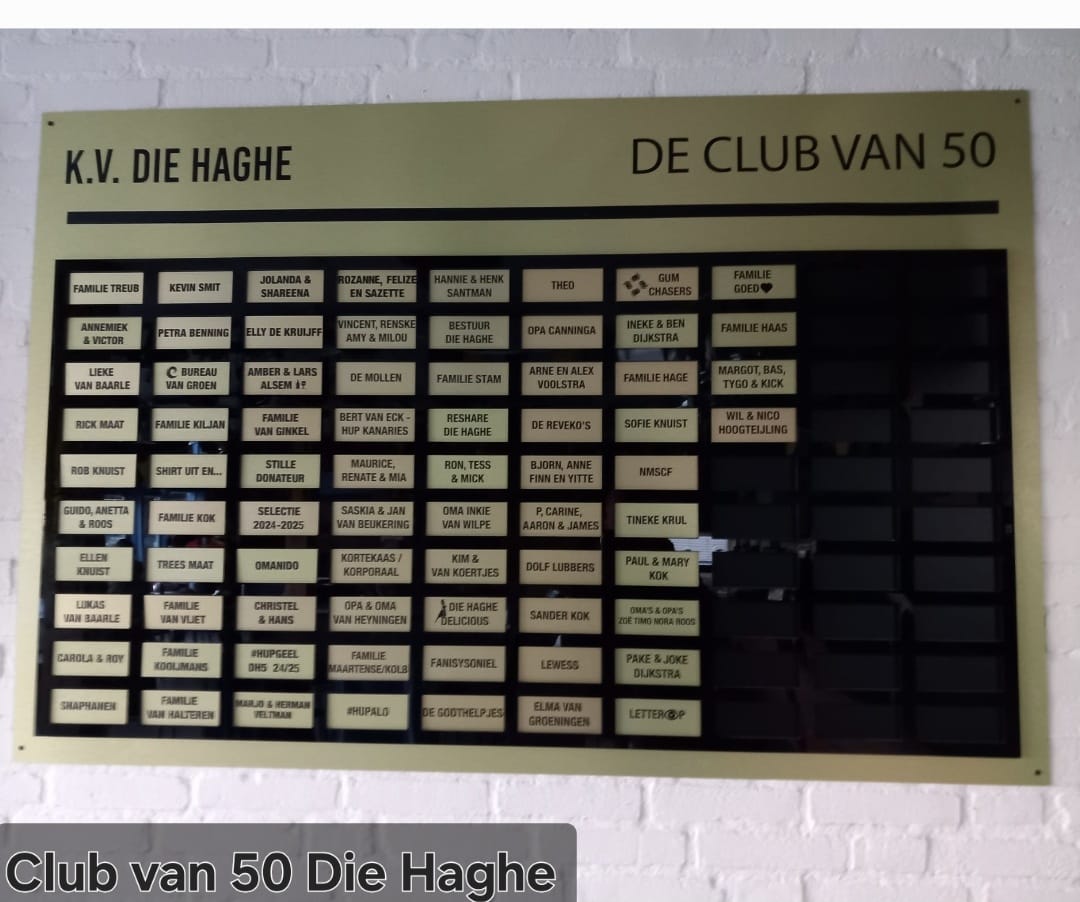 K.V. DIE HAGHE
DE CLUB VAN 50
FAMILIE TREUB
KEVIN SMIT
JOLANDA &
SHAREENA
ROZANNE, FELIZE
EN SAZETTE
HANNIE & HENK
SANTMAN
THEO
GUM
CHASERS
FAMILIE
GOED♥
ANNEMIEK
& VICTOR
PETRA BENNING
ELLY DE KRUIJFF
VINCENT, RENSKE
AMY & MILOU
BESTUUR
DIE HAGHE
OPA CANNINGA
INEKE & BEN
DIJKSTRA
FAMILIE HAAS
LIEKE
VAN BAARLE
BUREAU
VAN GROEN
AMBER & LARS
ALSEM
DE MOLLEN
FAMILIE STAM
ARNE EN ALEX
VOOLSTRA
FAMILIE HAGE
MARGOT, BAS,
TYGO & KICK
RICK MAAT
FAMILIE KILJAN
FAMILIE
VAN GINKEL
BERT VAN ECK -
HUP KANARIES
RESHARE
DIE HAGHE
DE REVEKO'S
SOFIE KNUIST
WIL & NICO
HOOGTEIJLING
ROB KNUIST
SHIRT UIT EN...
STILLE
DONATEUR
MAURICE,
RENATE & MIA
RON, TESS
& MICK
BJORN, ANNE
FINN EN YITTE
NMSCF
GUIDO, ANETTA
& ROOS
FAMILIE KOK
SELECTIE
2024-2025
SASKIA & JAN
VAN BEUKERING
OMA INKIE
VAN WILPE
P, CARINE,
AARON & JAMES
TINEKE KRUL
ELLEN
KNUIST
TREES MAAT
OMANIDO
KORTEKAAS /
KORPORAAL
KIM &
VAN KOERTJES
DOLF LUBBERS
PAUL & MARY
KOK
LUKAS
VAN BAARLE
FAMILIE
VAN VLIET
CHRISTEL
& HANS
OPA & OMA
VAN HEYNINGEN
DIE HAGHE
DELICIOUS
SANDER KOK
OMA'S & OPA'S
ZOË TIMO NORA ROOS
CAROLA & ROY
FAMILIE
KOOIJMANS
#HUPGEEL
DH5 24/25
FAMILIE
MAARTENSE/KOLB
FANISYSONIEL
LEWESS
PAKE & JOKE
DIJKSTRA
SHAPHANEN
FAMILIE
VAN HALTEREN
MARJO & HERMAN
VELTMAN
#HUPALO
DE GODTHELPJES
ELMA VAN
GROENINGEN
LETTEROP
Club van 50 Die Haghe